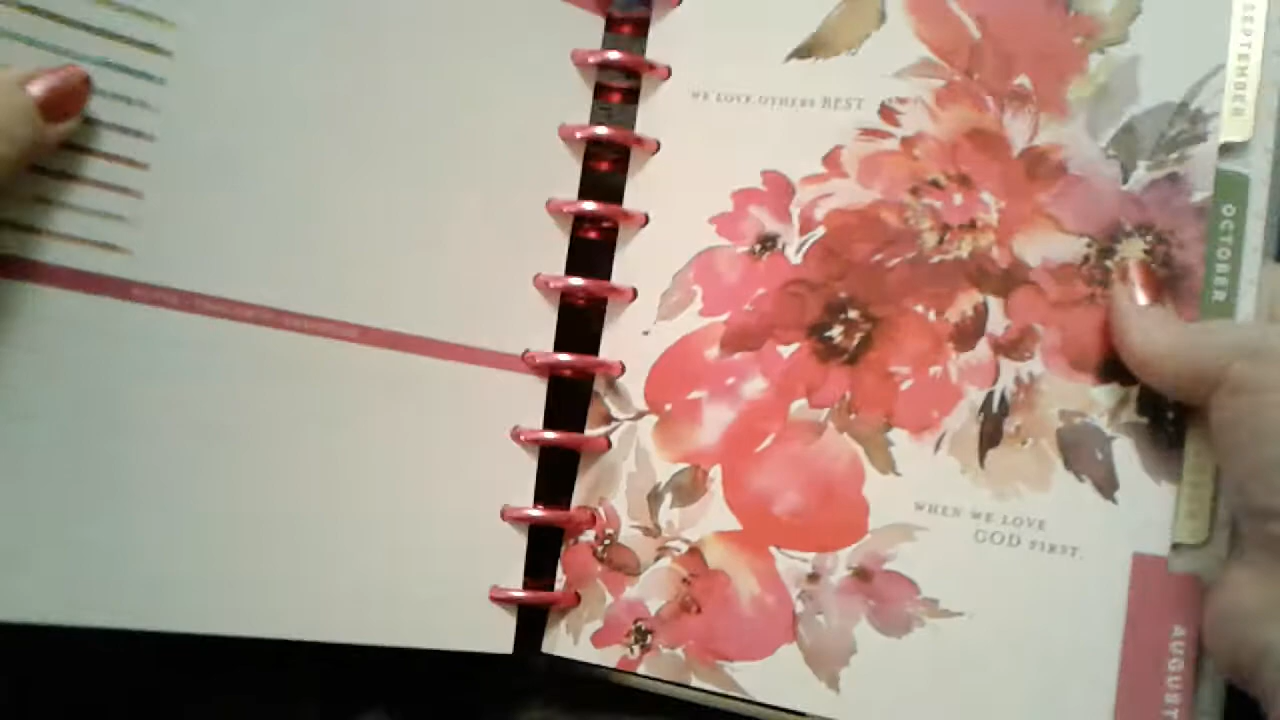 WE LOVE OTHERS BEST
WHEN WE LOVE
GOD FIRST.
SEPTEMBER
OCTOBER
AUGUST